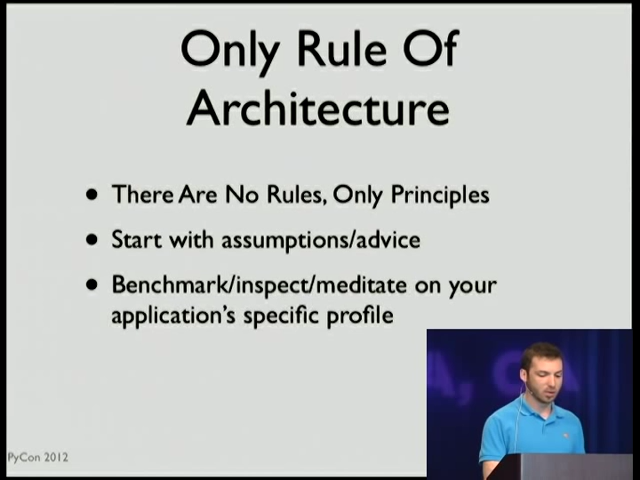 Only Rule Of
Architecture
• There Are No Rules, Only Principles
• Start with assumptions/advice
• Benchmark/inspect/meditate on your
application's specific profile
A, CA
PyCon 2012